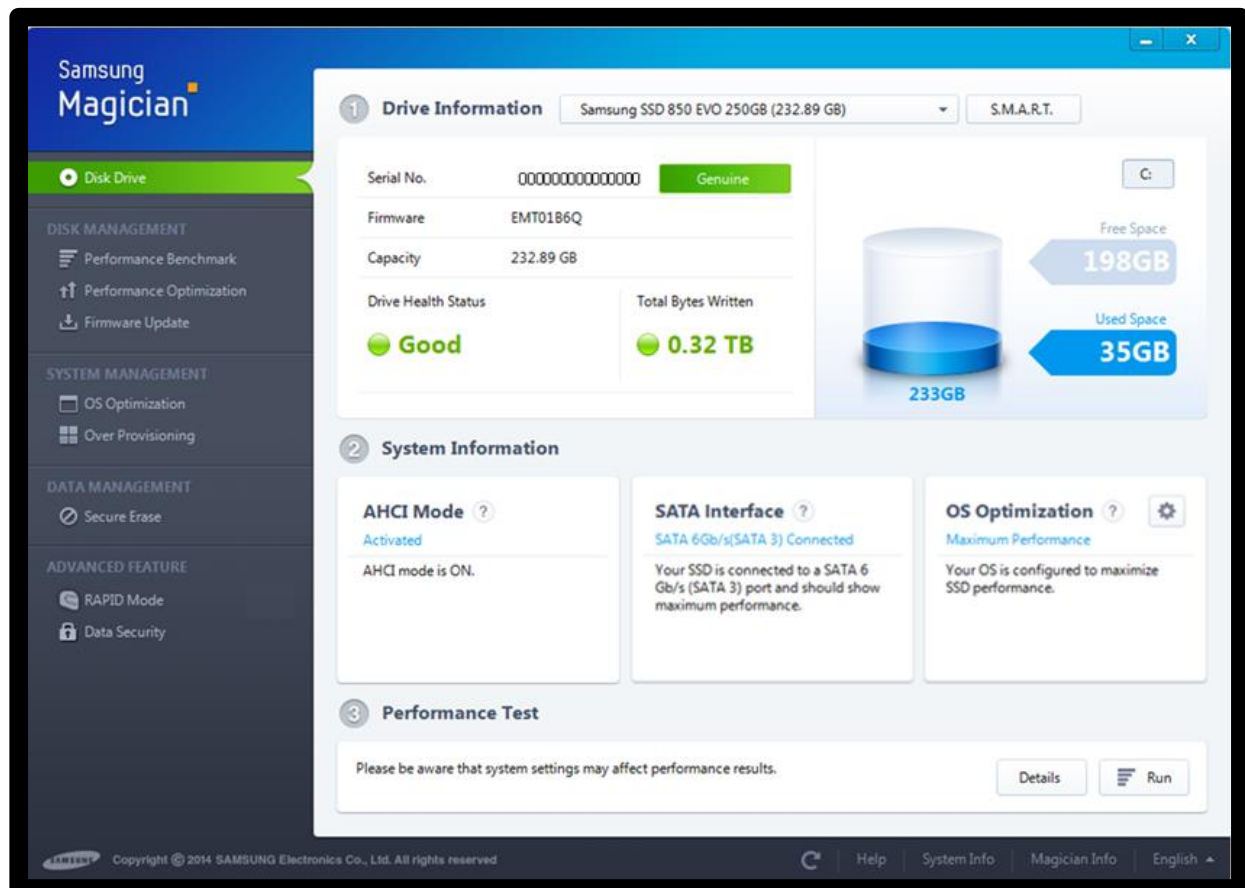 Samsung
Magician
Disk Drive
DISK MANAGEMENT
Performance Benchmark
Performance Optimization
Firmware Update
SYSTEM MANAGEMENT
OS Optimization
Over Provisioning
DATA MANAGEMENT
Secure Erase
ADVANCED FEATURE
RAPID Mode
Data Security
1 Drive Information Samsung SSD 850 EVO 250GB (232.89 GB) S.M.A.R.T.
Serial No. 000000000000000 Genuine
Firmware EMT01B6Q
Capacity 232.89 GB
Drive Health Status Total Bytes Written
Good 0.32 TB
C:
Free Space
198GB
Used Space
35GB
233GB
2 System Information
AHCI Mode ?
Activated
AHCI mode is ON.
SATA Interface ?
SATA 6Gb/s(SATA 3) Connected
Your SSD is connected to a SATA 6
Gb/s (SATA 3) port and should show
maximum performance.
OS Optimization ?
Maximum Performance
Your OS is configured to maximize
SSD performance.
3 Performance Test
Please be aware that system settings may affect performance results.
Details Run
SAMSUNG Copyright © 2014 SAMSUNG Electronics Co., Ltd. All rights reserved
Help System Info Magician Info English